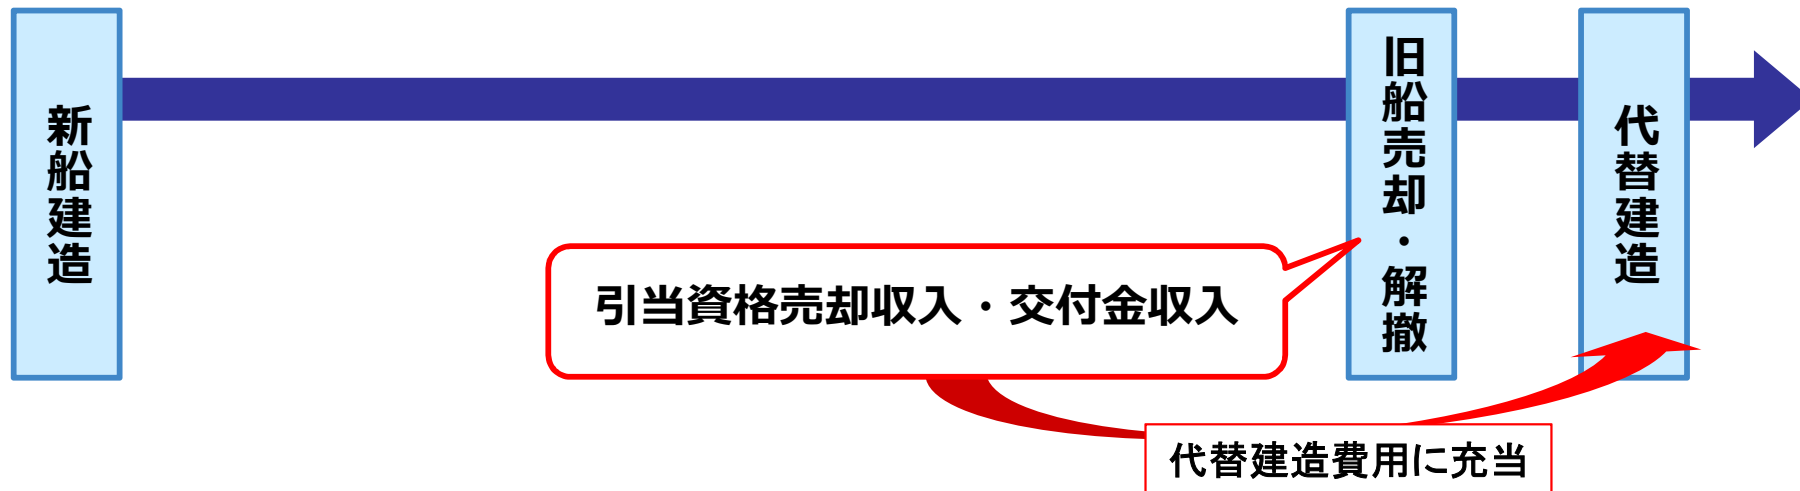 新船建造
旧船売却・解撤
代替建造
引当資格売却収入・交付金収入
代替建造費用に充当